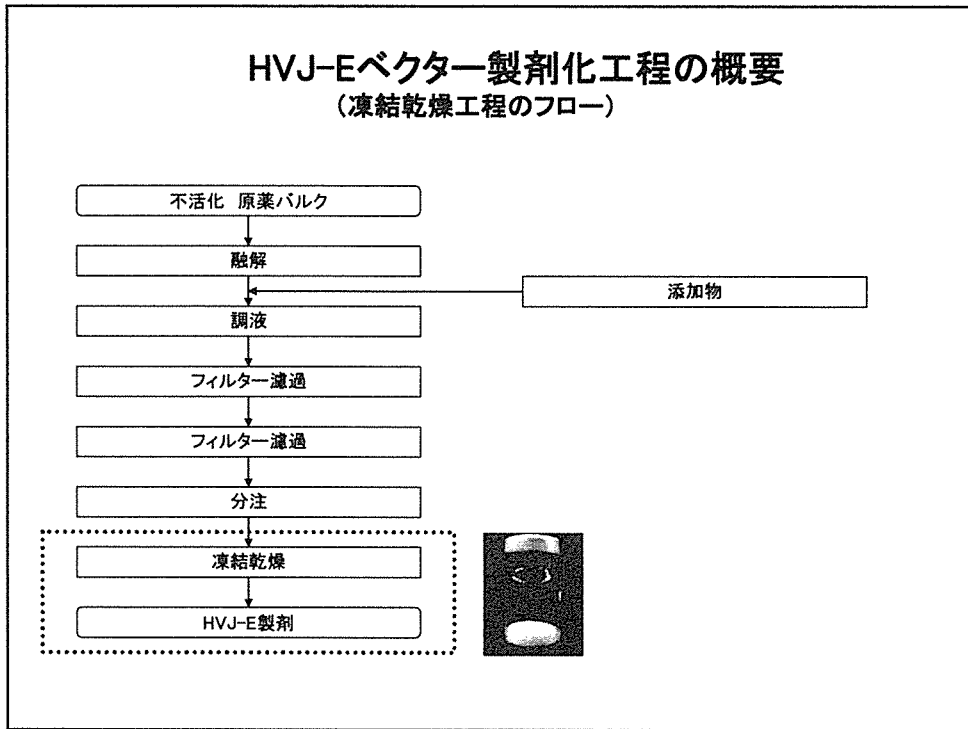 HVJ-Eベクター製剤化工程の概要
（凍結乾燥工程のフロー）
不活化 原薬バルク
融解
添加物
調液
フィルター濾過
フィルター濾過
分注
凍結乾燥
HVJ-E製剤